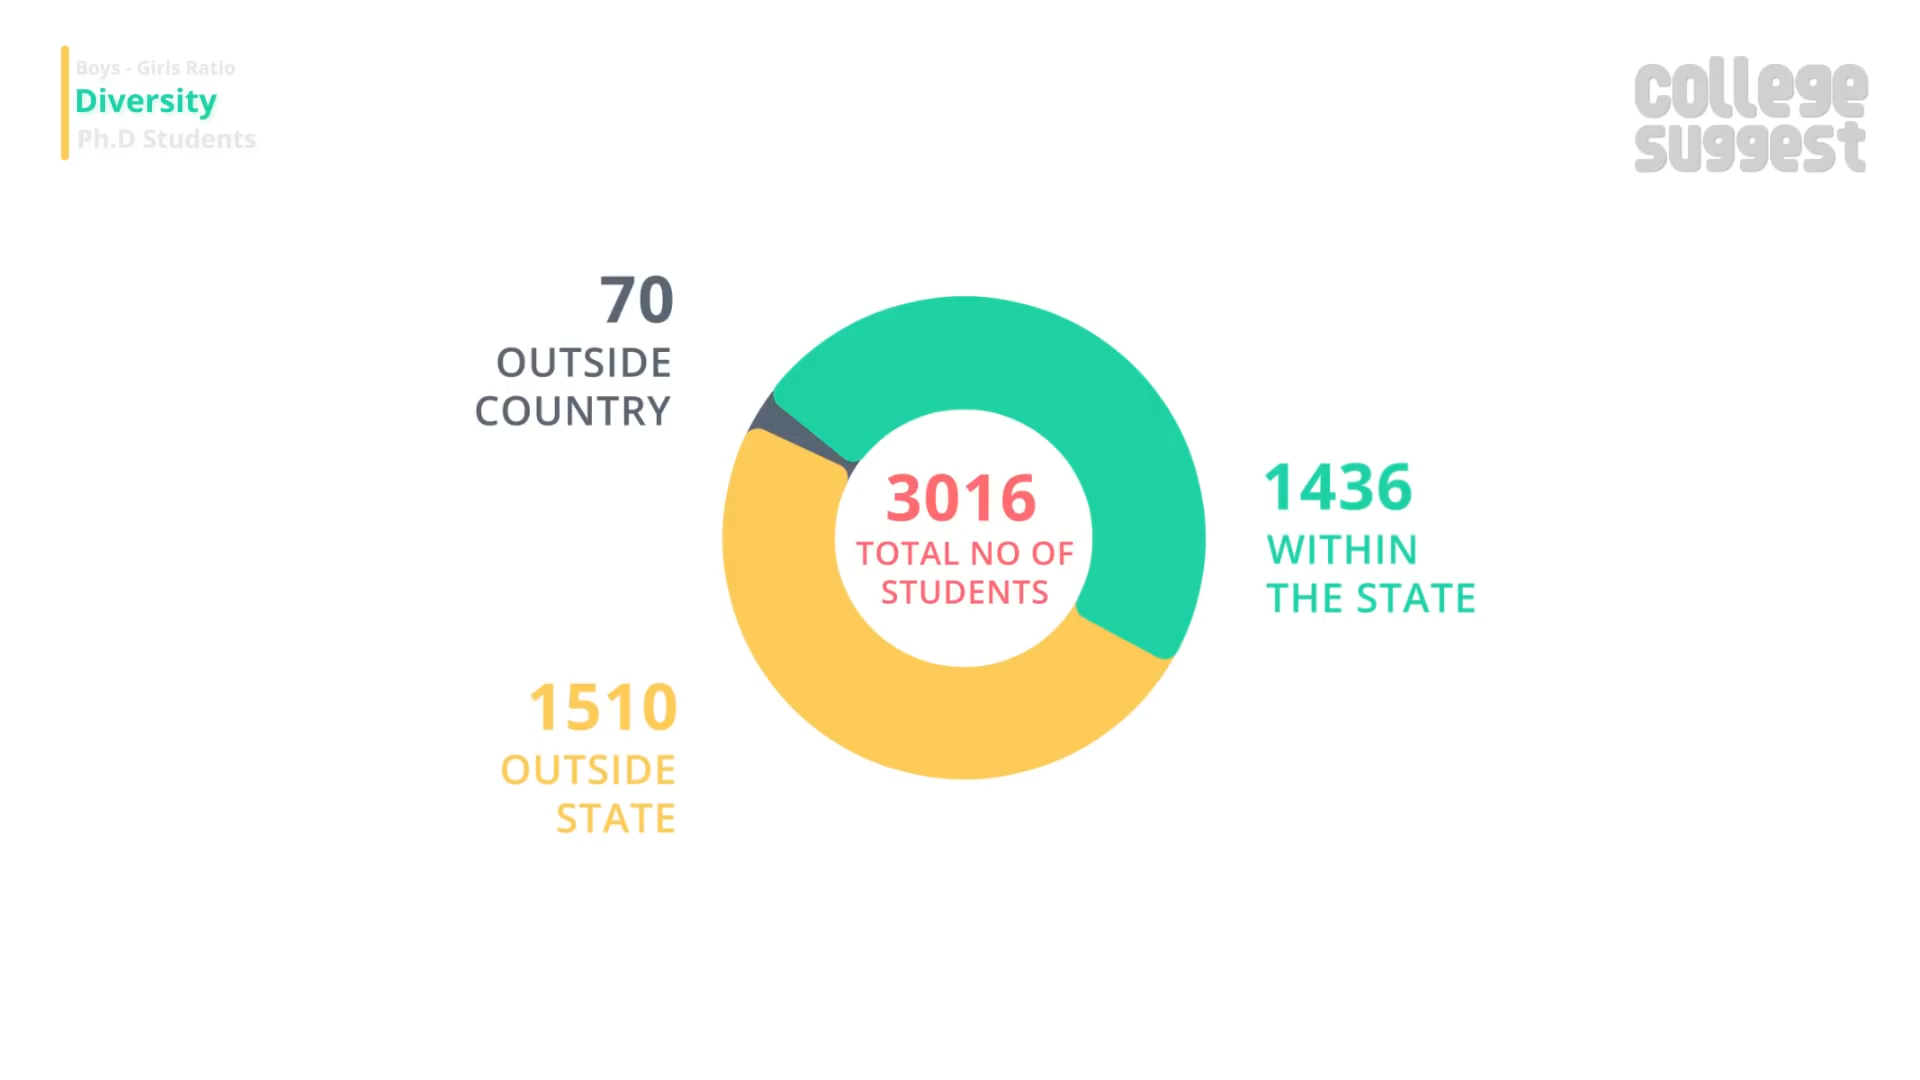 Boys - Girls Ratio
Diversity
Ph.D Students
college
suggest
70
OUTSIDE
COUNTRY
3016
TOTAL NO OF
STUDENTS
1436
WITHIN
THE STATE
1510
OUTSIDE
STATE